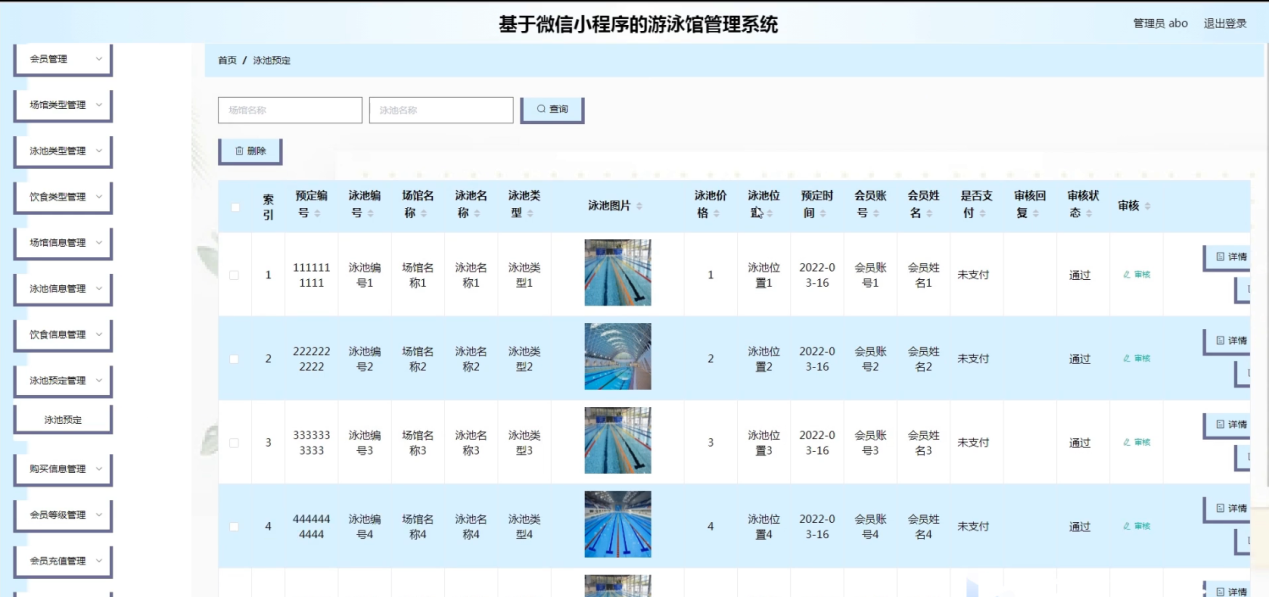 基于微信小程序的游泳馆管理系统
管理员 abo 退出登录
会员管理
场馆类型管理
泳池类型管理
饮食类型管理
场馆信息管理
泳池信息管理
饮食信息管理
泳池预定管理
泳池预定
购买信息管理
会员等级管理
会员充值管理
首页 / 泳池预定
场馆名称 泳池名称 查询
删除
索引 预定编号 泳池编号 场馆名称 泳池名称 泳池类型 泳池图片 泳池价格 泳池位置 预定时间 会员账号 会员姓名 是否支付 审核回复 审核状态 审核
1 1111111111 泳池编号1 场馆名称1 泳池名称1 泳池类型1 1 泳池位置1 2022-03-16 会员账号1 会员姓名1 未支付 通过 审核 详情
2 2222222222 泳池编号2 场馆名称2 泳池名称2 泳池类型2 2 泳池位置2 2022-03-16 会员账号2 会员姓名2 未支付 通过 审核 详情
3 3333333333 泳池编号3 场馆名称3 泳池名称3 泳池类型3 3 泳池位置3 2022-03-16 会员账号3 会员姓名3 未支付 通过 审核 详情
4 4444444444 泳池编号4 场馆名称4 泳池名称4 泳池类型4 4 泳池位置4 2022-03-16 会员账号4 会员姓名4 未支付 通过 审核 详情
详情